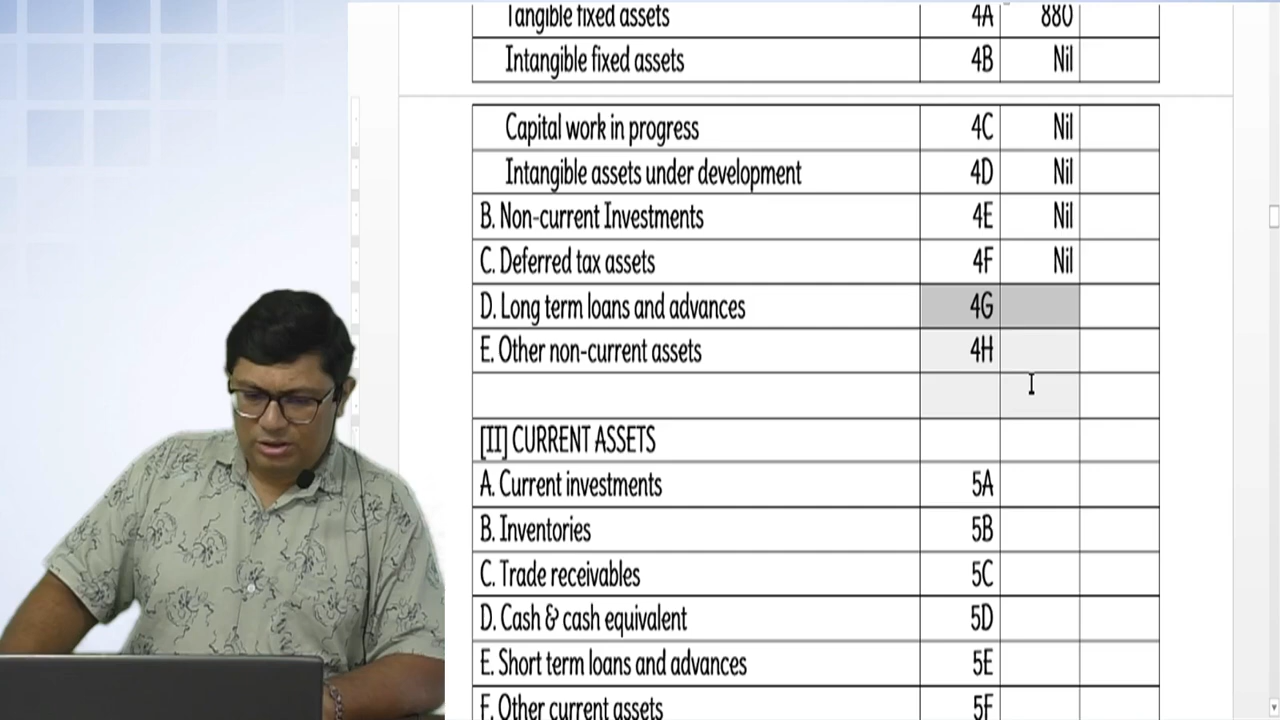 Tangible fixed assets 4A 880
Intangible fixed assets 4B Nil
Capital work in progress 4C Nil
Intangible assets under development 4D Nil
B. Non-current Investments 4E Nil
C. Deferred tax assets 4F Nil
D. Long term loans and advances 4G
E. Other non-current assets 4H
[II] CURRENT ASSETS
A. Current investments 5A
B. Inventories 5B
C. Trade receivables 5C
D. Cash & cash equivalent 5D
E. Short term loans and advances 5E
F. Other current assets 5F